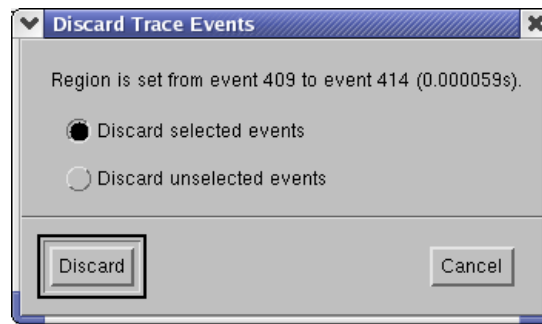 Discard Trace Events
Region is set from event 409 to event 414 (0.000059s).
Discard selected events
Discard unselected events
Discard Cancel